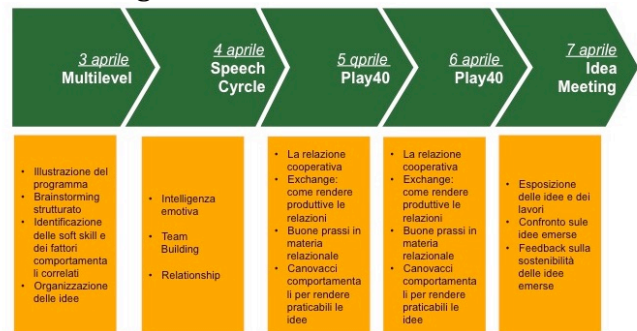 3 aprile
Multilevel
4 aprile
Speech
Cyrcle
5 qprile
Play40
6 aprile
Play40
7 aprile
Idea
Meeting
• Illustrazione del
programma
• Brainstorming
strutturato
• Identificazione
delle soft skill e
dei fattori
comportamenta
li correlati
• Organizzazione
delle idee
• Intelligenza
emotiva
• Team
Building
• Relationship
• La relazione
cooperativa
• Exchange:
come rendere
produttive le
relazioni
• Buone prassi in
materia
relazionale
• Canovacci
comportamenta
li per rendere
praticabili le
idee
• La relazione
cooperativa
• Exchange:
come rendere
produttive le
relazioni
• Buone prassi in
materia
relazionale
• Canovacci
comportamenta
li per rendere
praticabili le
idee
• Esposizione
delle idee e dei
lavori
• Confronto sule
idee emerse
• Feedback sulla
sostenibilità
delle idee
emerse